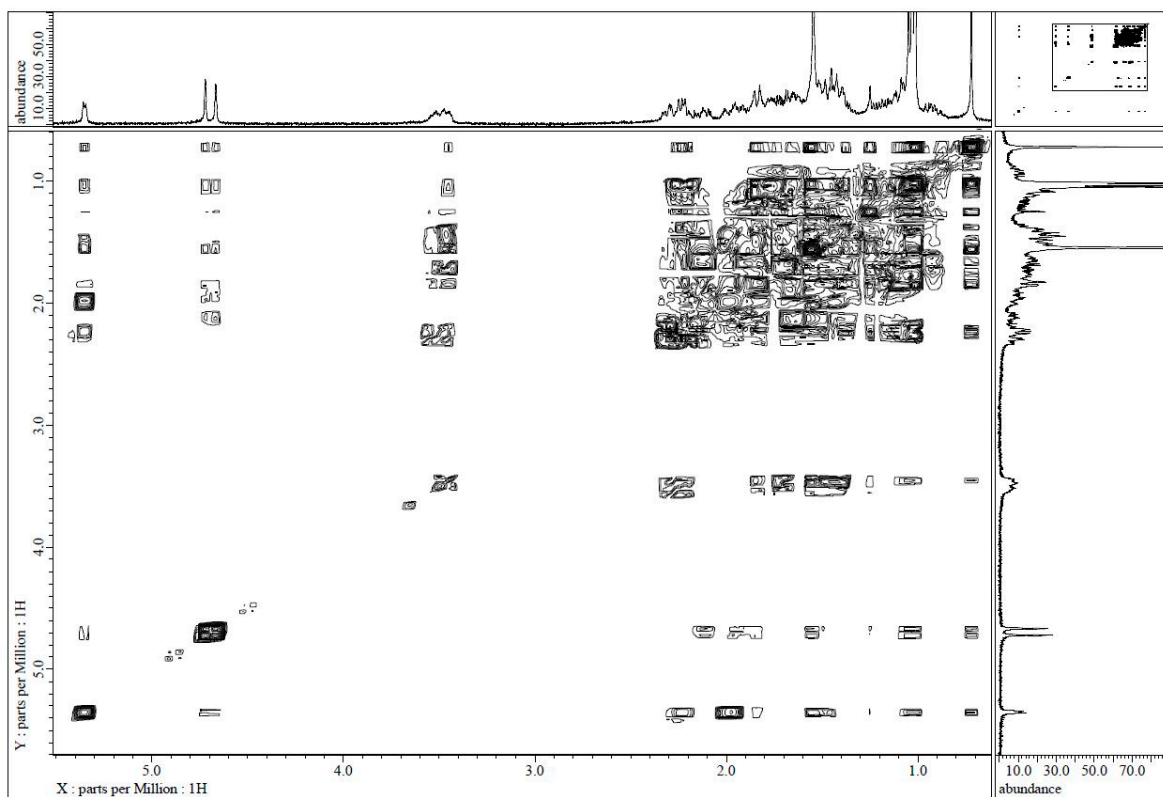 abundance
10.0 30.0 50.0
1.0
2.0
3.0
4.0
5.0
Y : parts per Million : 1H
5.0 4.0 3.0 2.0 1.0
X : parts per Million : 1H
10.0 30.0 50.0 70.0
abundance